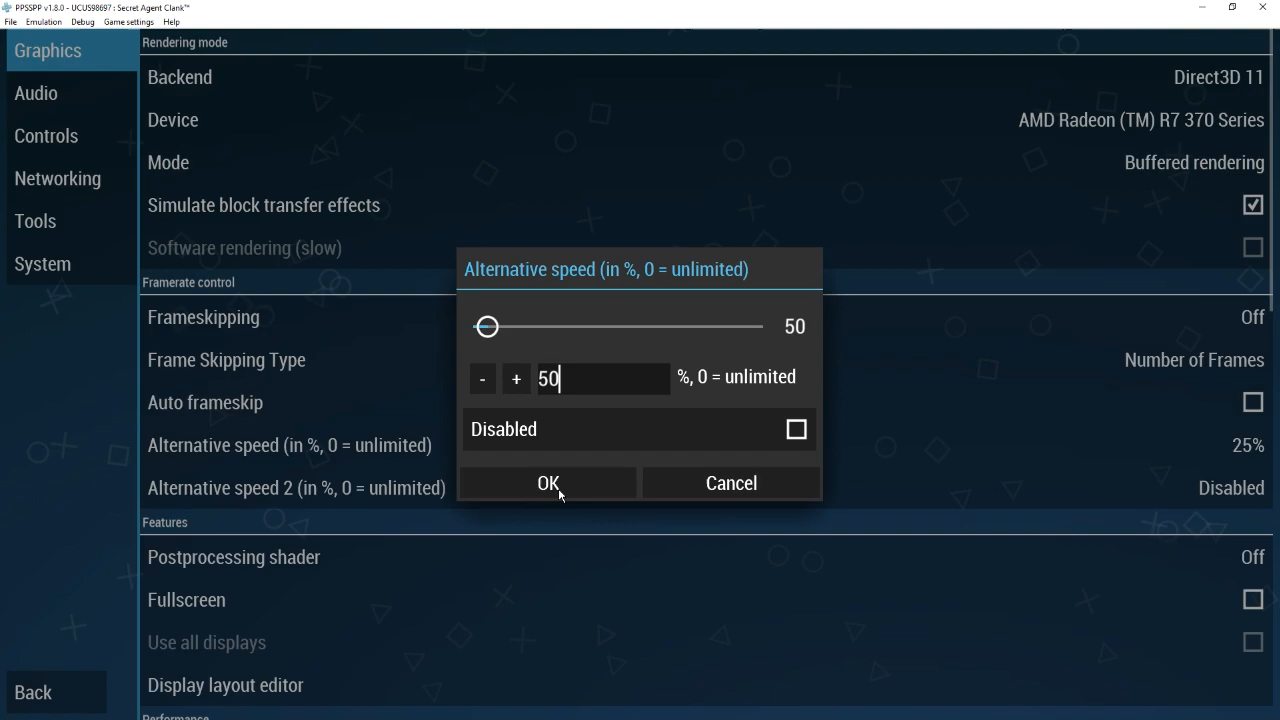 PPSSPP v1.8.0 - UCUS98697 : Secret Agent Clank™
File Emulation Debug Game settings Help
Graphics
Audio
Controls
Networking
Tools
System
Back
Rendering mode
Backend Direct3D 11
Device AMD Radeon (TM) R7 370 Series
Mode Buffered rendering
Simulate block transfer effects
Software rendering (slow)
Framerate control
Frameskipping Off
Frame Skipping Type Number of Frames
Auto frameskip
Alternative speed (in %, 0 = unlimited) 25%
Alternative speed 2 (in %, 0 = unlimited) Disabled
Features
Postprocessing shader Off
Fullscreen
Use all displays
Display layout editor
Performance
Alternative speed (in %, 0 = unlimited)
50
- + 50 %, 0 = unlimited
Disabled
OK Cancel